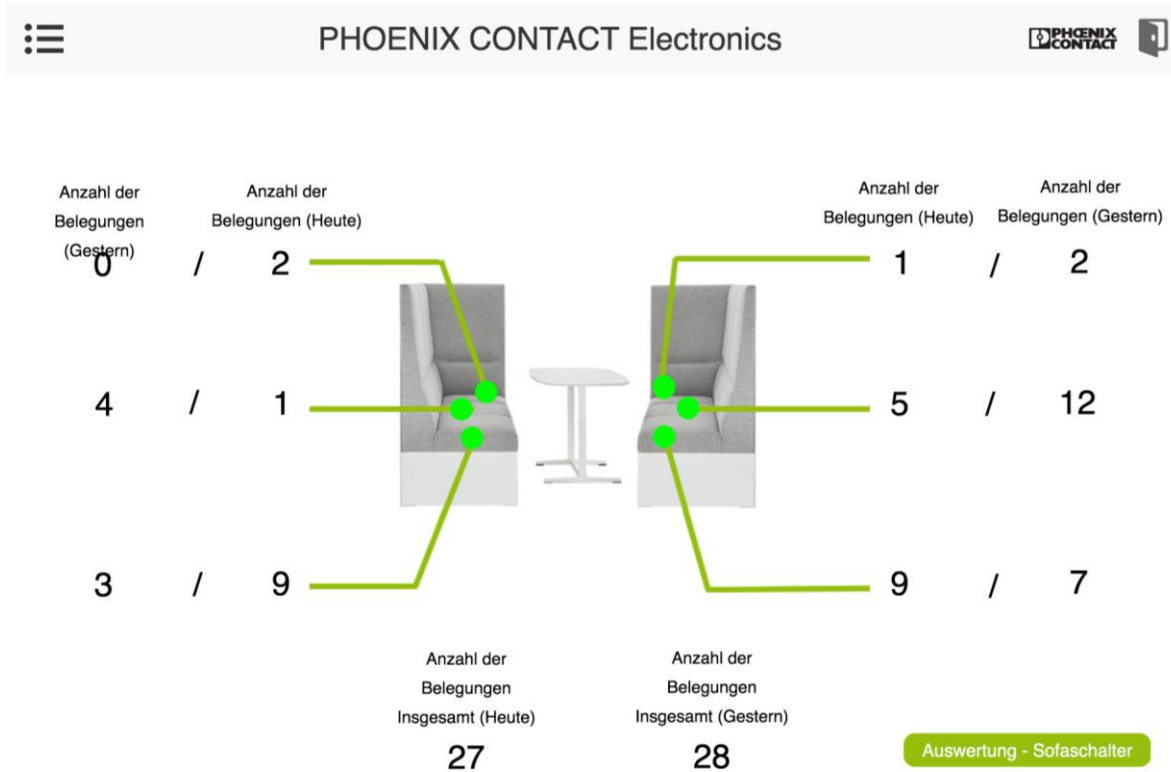 PHOENIX CONTACT Electronics
PHŒNIX
CONTACT
Anzahl der
Belegungen
(Gestern)
Anzahl der
Belegungen (Heute)
Anzahl der
Belegungen (Heute)
Anzahl der
Belegungen (Gestern)
0 / 2 1 / 2
4 / 1 5 / 12
3 / 9 9 / 7
Anzahl der
Belegungen
Insgesamt (Heute)
27
Anzahl der
Belegungen
Insgesamt (Gestern)
28
Auswertung - Sofaschalter